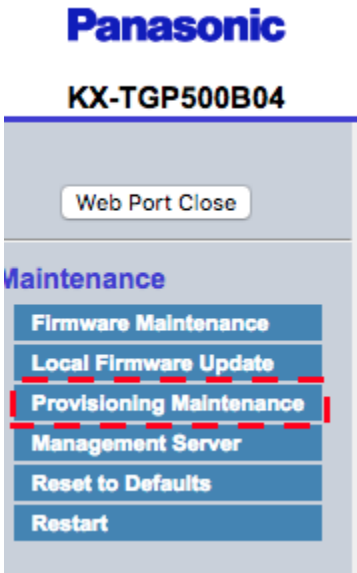 Panasonic
KX-TGP500B04
Web Port Close
Maintenance
Firmware Maintenance
Local Firmware Update
Provisioning Maintenance
Management Server
Reset to Defaults
Restart